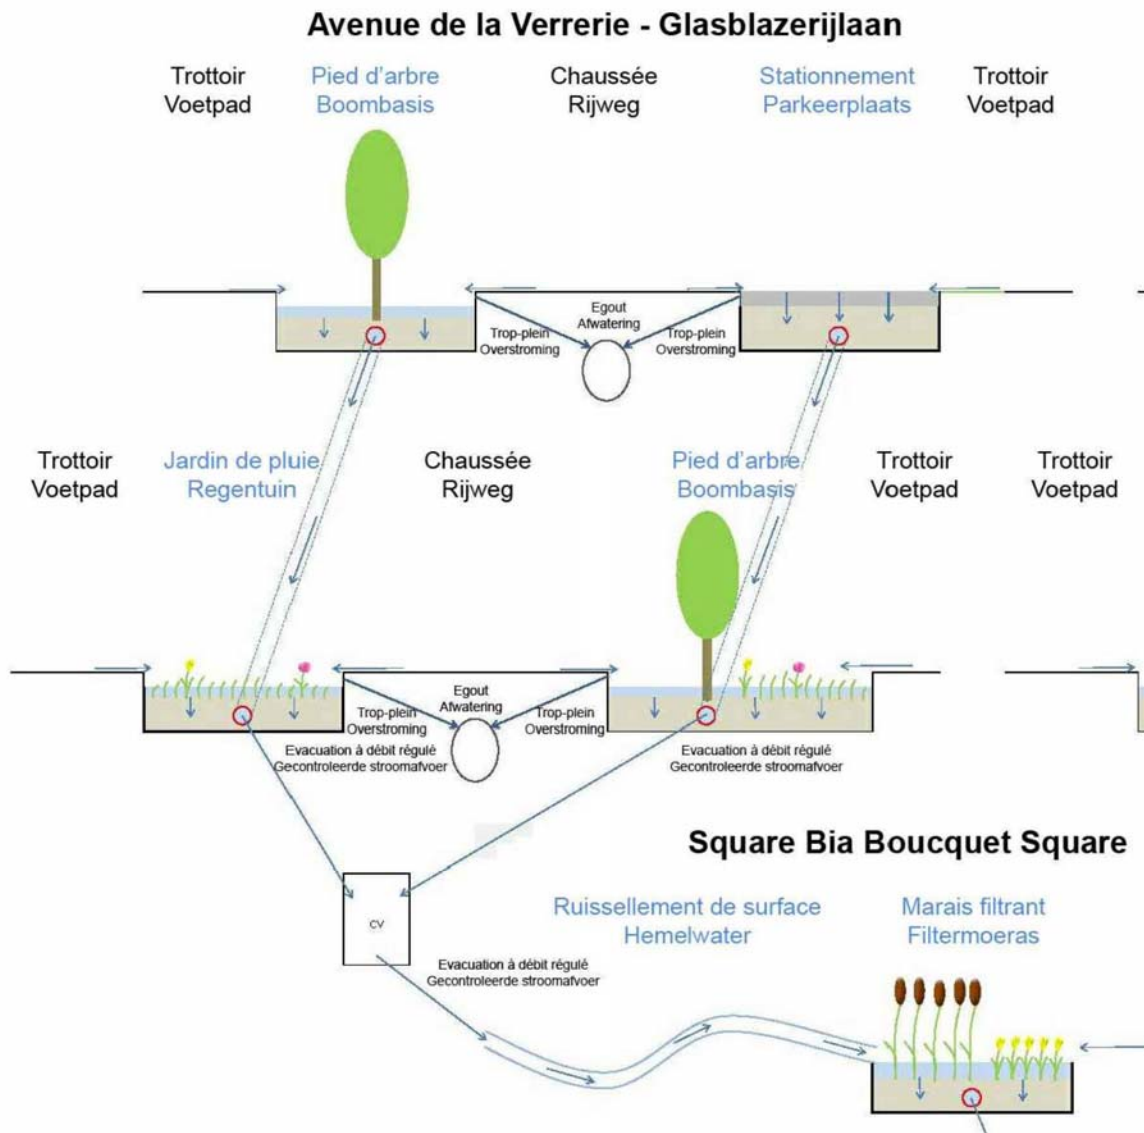 Avenue de la Verrerie - Glasblazerijlaan
Trottoir
Voetpad
Pied d'arbre
Boombasis
Chaussée
Rijweg
Stationnement
Parkeerplaats
Trottoir
Voetpad
Egout
Afwatering
Trop-plein
Overstroming
Trop-plein
Overstroming
Trottoir
Voetpad
Jardin de pluie
Regentuin
Chaussée
Rijweg
Pied d'arbre
Boombasis
Trottoir
Voetpad
Trottoir
Voetpad
Egout
Afwatering
Trop-plein
Overstroming
Trop-plein
Overstroming
Evacuation à débit régulé
Gecontroleerde stroomafvoer
Evacuation à débit régulé
Gecontroleerde stroomafvoer
Square Bia Boucquet Square
CV
Ruissellement de surface
Hemelwater
Marais filtrant
Filtermoeras
Evacuation à débit régulé
Gecontroleerde stroomafvoer